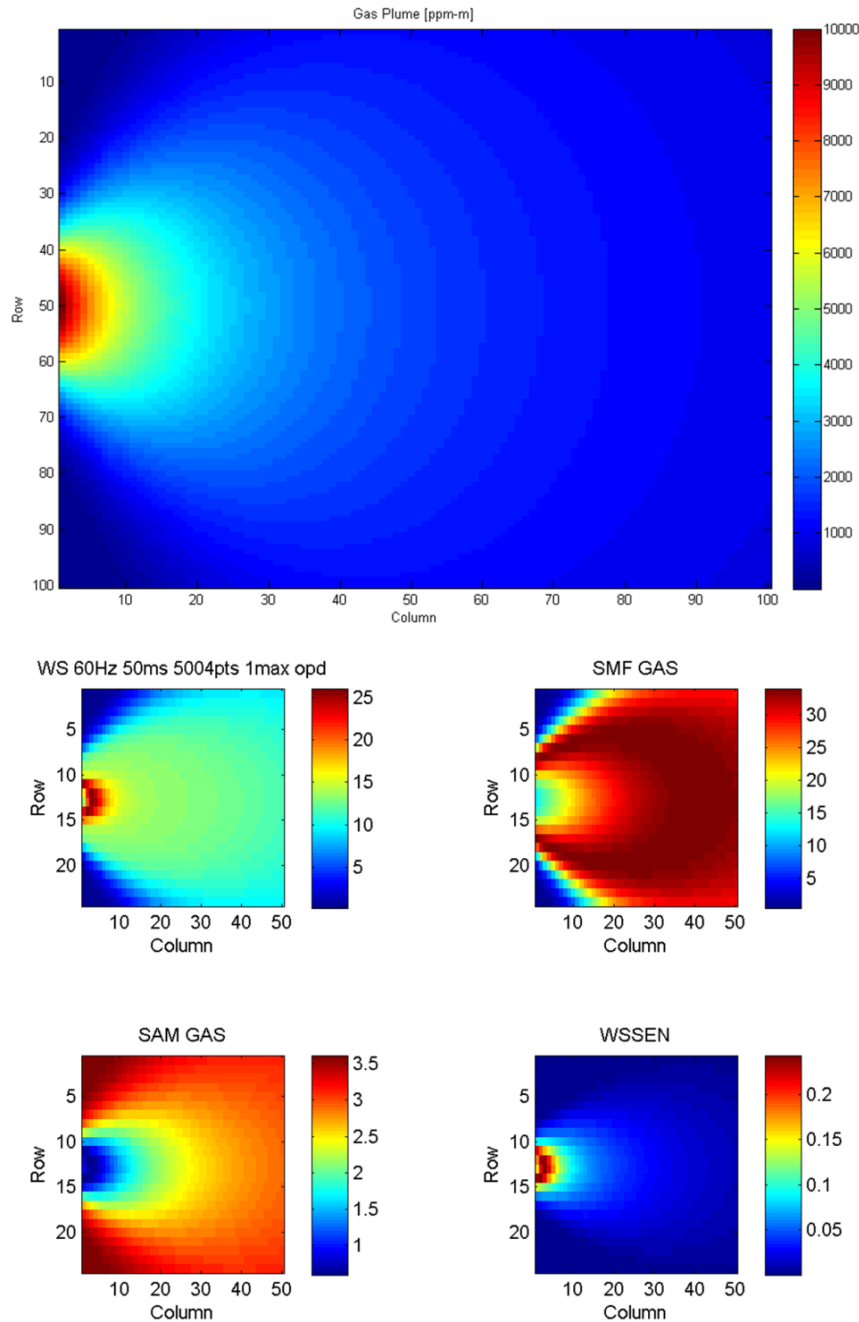 Gas Plume [ppm-m]
10
20
30
40
50
60
70
80
90
100
Row
10 20 30 40 50 60 70 80 90 100
Column
10000
9000
8000
7000
6000
5000
4000
3000
2000
1000
WS 60Hz 50ms 5004pts 1max opd
5
10
15
20
Row
10 20 30 40 50
Column
25
20
15
10
5
SMF GAS
5
10
15
20
Row
10 20 30 40 50
Column
30
25
20
15
10
5
SAM GAS
5
10
15
20
Row
10 20 30 40 50
Column
3.5
3
2.5
2
1.5
1
WSSEN
5
10
15
20
Row
10 20 30 40 50
Column
0.2
0.15
0.1
0.05